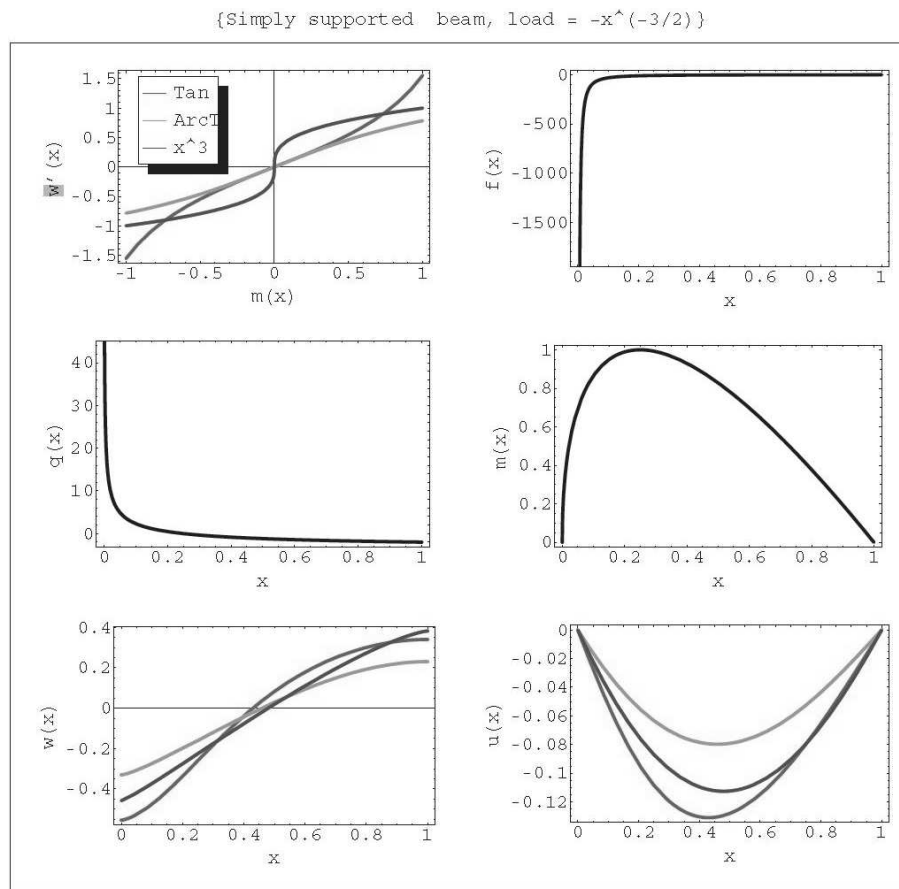 {Simply supported beam, load = -x^(-3/2)}
1.5
1
0.5
0
-0.5
-1
-1.5
w'(x)
Tan
ArcT
x^3
-1 -0.5 0 0.5 1
m(x)
0
-500
-1000
-1500
f(x)
0 0.2 0.4 0.6 0.8 1
x
40
30
20
10
0
q(x)
0 0.2 0.4 0.6 0.8 1
x
1
0.8
0.6
0.4
0.2
0
m(x)
0 0.2 0.4 0.6 0.8 1
x
0.4
0.2
0
-0.2
-0.4
w(x)
0 0.2 0.4 0.6 0.8 1
x
0
-0.02
-0.04
-0.06
-0.08
-0.1
-0.12
u(x)
0 0.2 0.4 0.6 0.8 1
x